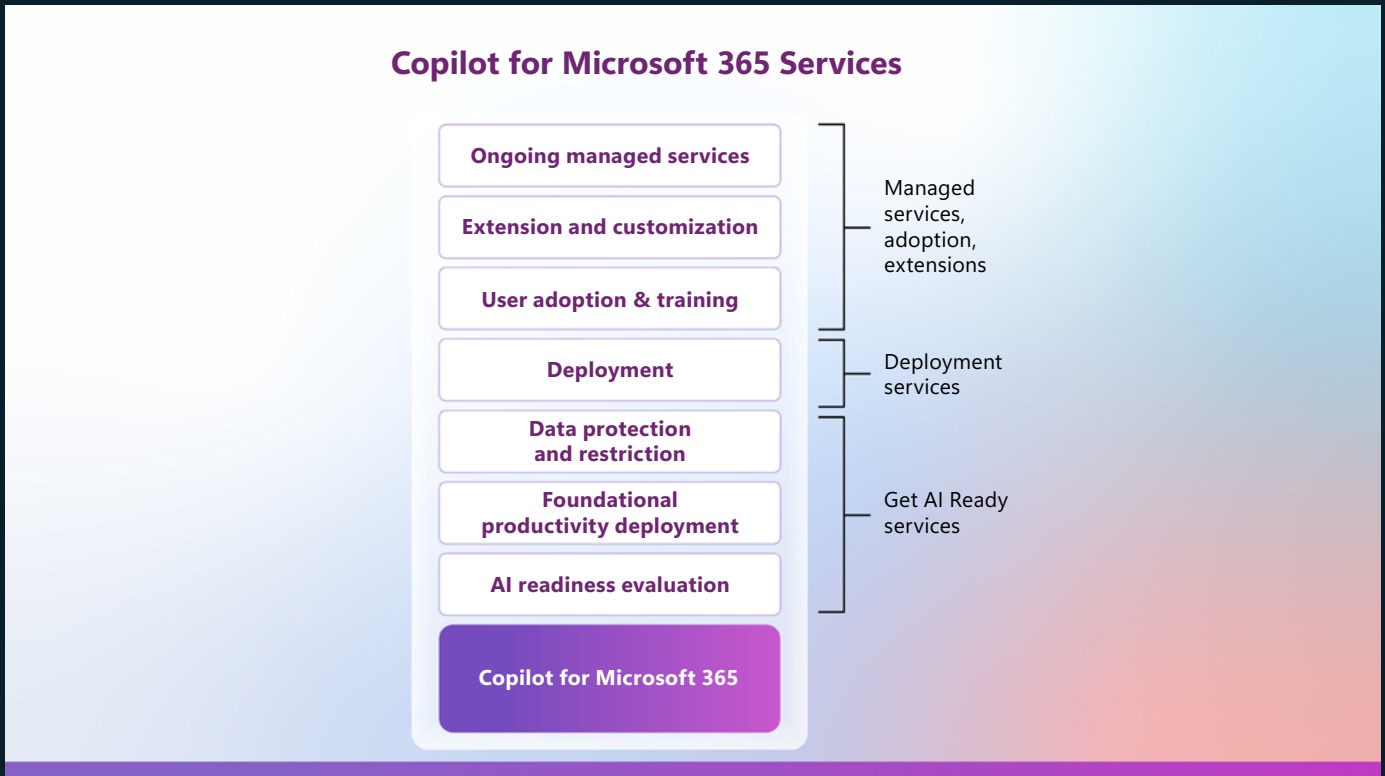 Copilot for Microsoft 365 Services
Ongoing managed services
Extension and customization
User adoption & training
Managed
services,
adoption,
extensions
Deployment
Deployment
services
Data protection
and restriction
Foundational
productivity deployment
AI readiness evaluation
Get AI Ready
services
Copilot for Microsoft 365